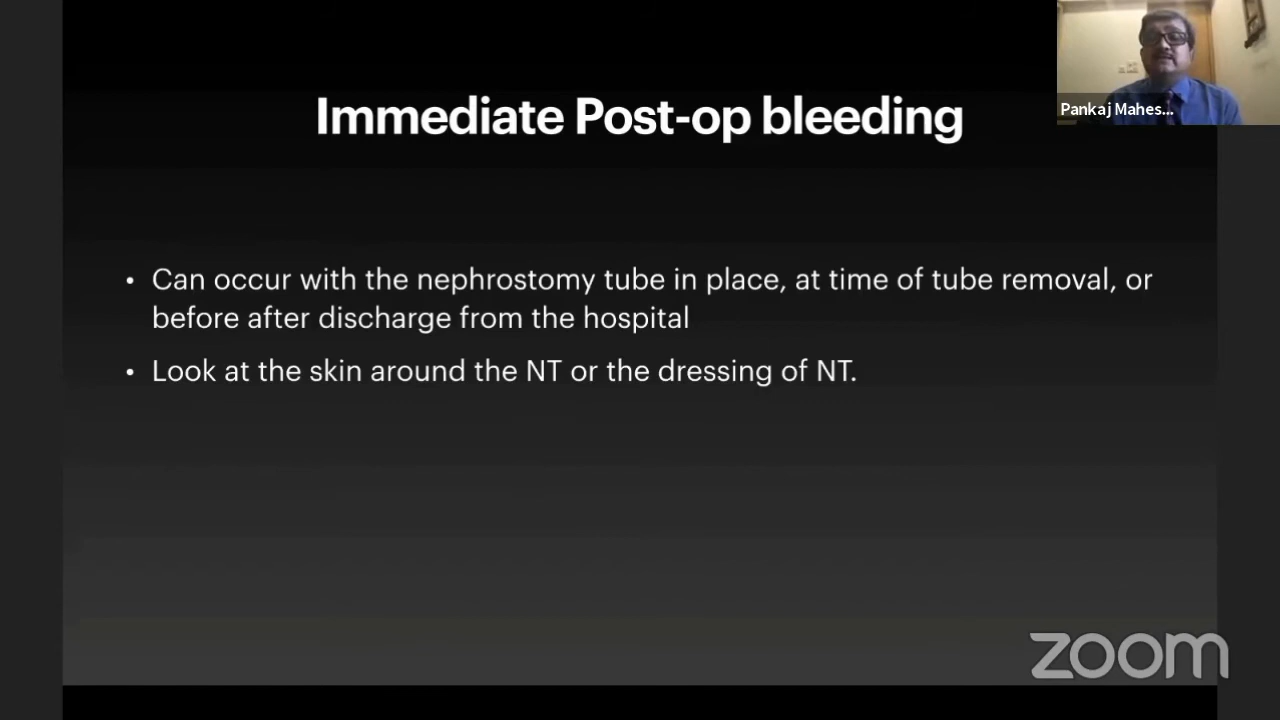 Immediate Post-op bleeding
Pankaj Mahes...
• Can occur with the nephrostomy tube in place, at time of tube removal, or
before after discharge from the hospital
• Look at the skin around the NT or the dressing of NT.
zoom